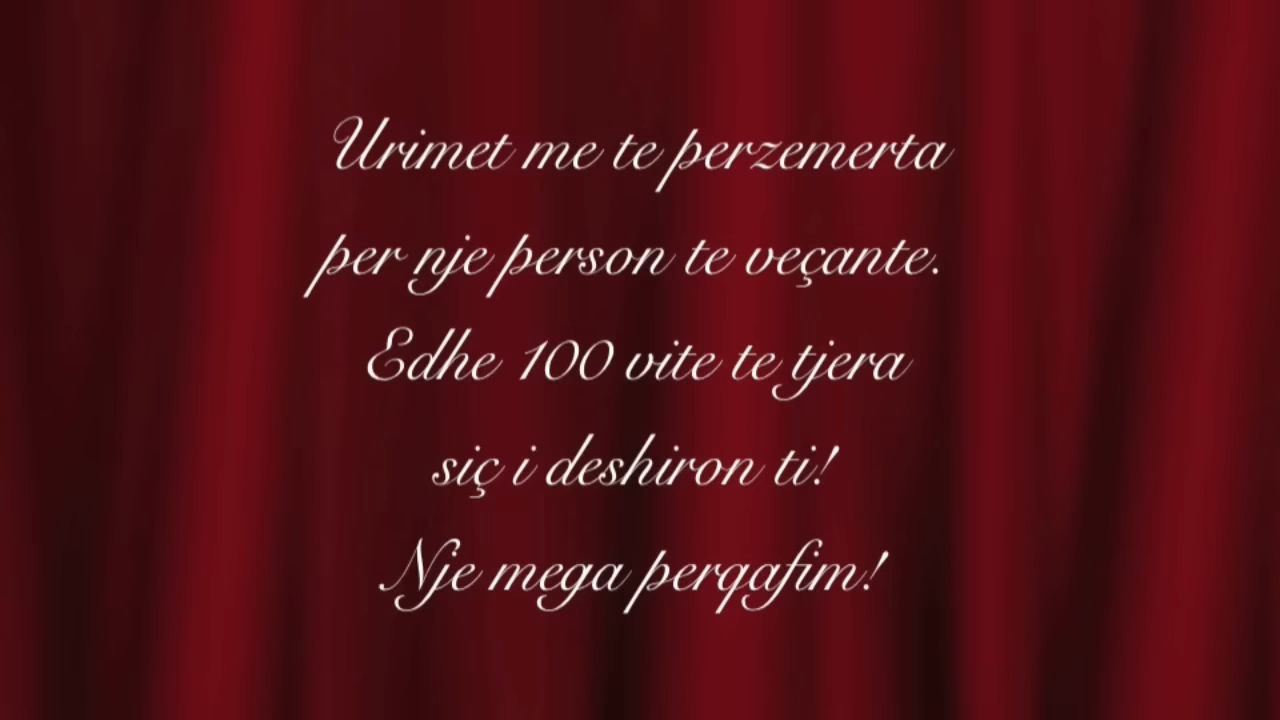 Urimet me te perzemerta
per nje person te veçante.
Edhe 100 vite te tjera
siç i deshiron ti!
Nje mega perqafim!